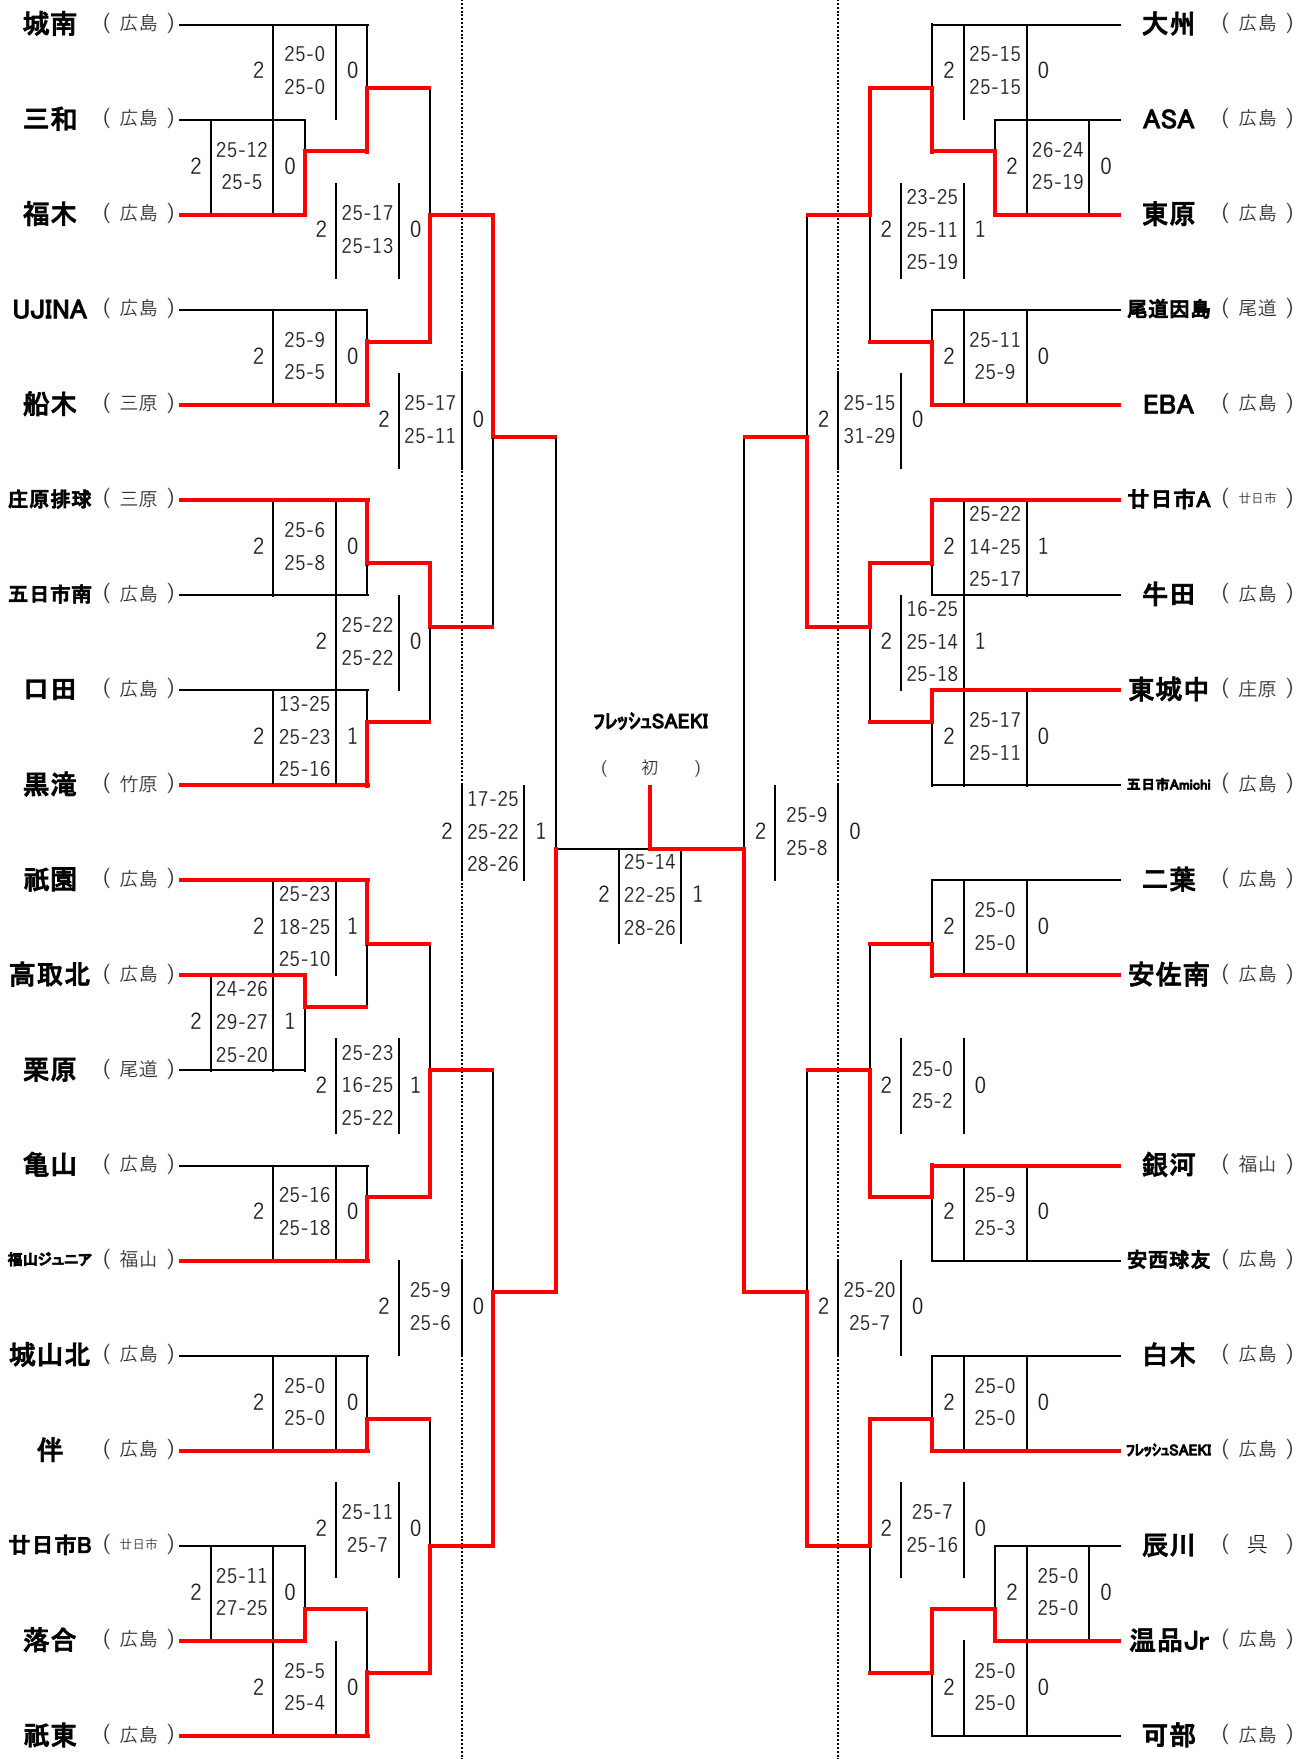 城南 ( 広島 )
25-0
2 0
25-0
三和 ( 広島 )
25-12
2 0
25-5
福木 ( 広島 )
25-17
2 0
25-13
UJINA ( 広島 )
25-9
2 0
25-5
船木 ( 三原 )
25-17
2 0
25-11
庄原排球 ( 三原 )
25-6
2 0
25-8
五日市南 ( 広島 )
25-22
2 0
25-22
口田 ( 広島 )
13-25
2 25-23 1
25-16
黒滝 ( 竹原 )
17-25
2 25-22 1
28-26
祇園 ( 広島 )
25-23
2 18-25 1
25-10
高取北 ( 広島 )
24-26
2 29-27 1
25-20
栗原 ( 尾道 )
25-23
2 16-25 1
25-22
亀山 ( 広島 )
25-16
2 0
25-18
福山ジュニア ( 福山 )
25-9
2 0
25-6
城山北 ( 広島 )
25-0
2 0
25-0
伴 ( 広島 )
25-11
2 0
25-7
廿日市B ( 廿日市 )
25-11
2 0
27-25
落合 ( 広島 )
25-5
2 0
25-4
祇東 ( 広島 )
フレッシュSAEKI
( 初 )
25-14
2 22-25 1
28-26
大州 ( 広島 )
25-15
2 0
25-15
ASA ( 広島 )
26-24
2 0
25-19
東原 ( 広島 )
23-25
2 25-11 1
25-19
尾道因島 ( 尾道 )
25-11
2 0
25-9
EBA ( 広島 )
25-15
2 0
31-29
廿日市A ( 廿日市 )
25-22
2 14-25 1
25-17
牛田 ( 広島 )
16-25
2 25-14 1
25-18
東城中 ( 庄原 )
25-17
2 0
25-11
五日市Amichi ( 広島 )
25-9
2 0
25-8
二葉 ( 広島 )
25-0
2 0
25-0
安佐南 ( 広島 )
25-0
2 0
25-2
銀河 ( 福山 )
25-9
2 0
25-3
安西球友 ( 広島 )
25-20
2 0
25-7
白木 ( 広島 )
25-0
2 0
25-0
フレッシュSAEKI ( 広島 )
25-7
2 0
25-16
辰川 ( 呉 )
25-0
2 0
25-0
温品Jr ( 広島 )
25-0
2 0
25-0
可部 ( 広島 )